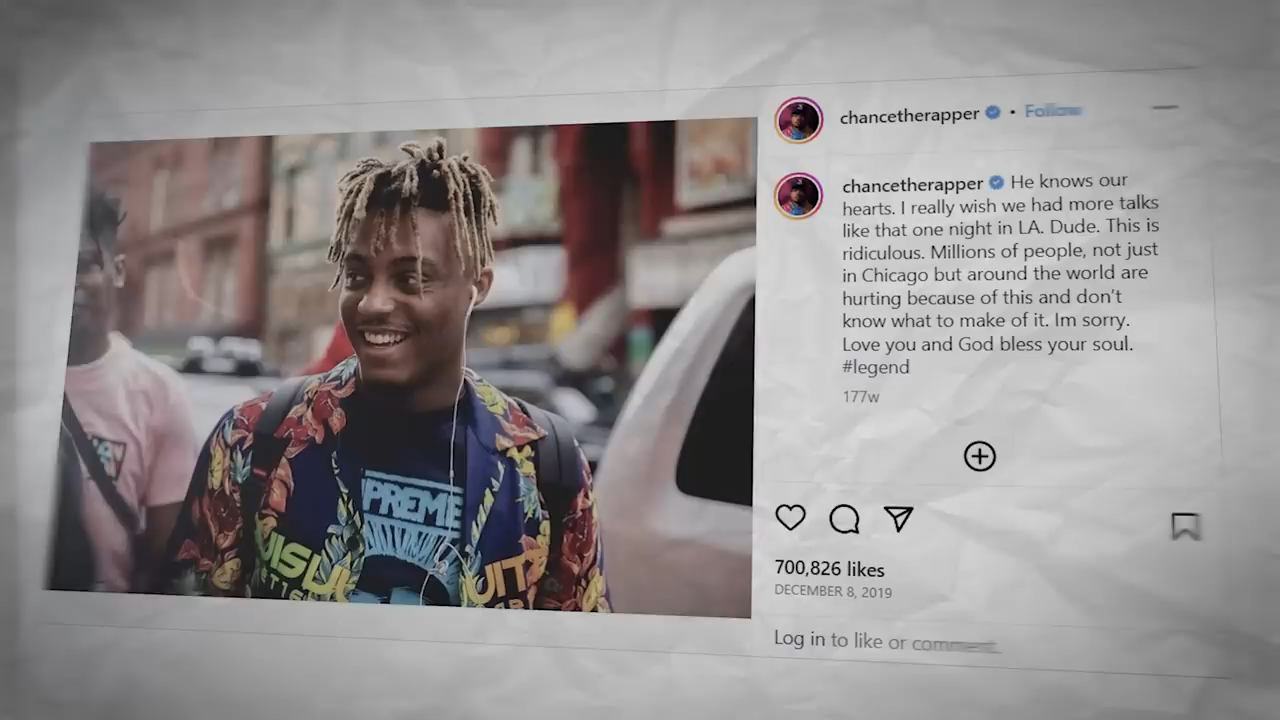 chancetherapper • Follow
chancetherapper He knows our
hearts. I really wish we had more talks
like that one night in LA. Dude. This is
ridiculous. Millions of people, not just
in Chicago but around the world are
hurting because of this and don't
know what to make of it. Im sorry.
Love you and God bless your soul.
#legend
177w
700,826 likes
DECEMBER 8, 2019
Log in to like or comment.
PREME